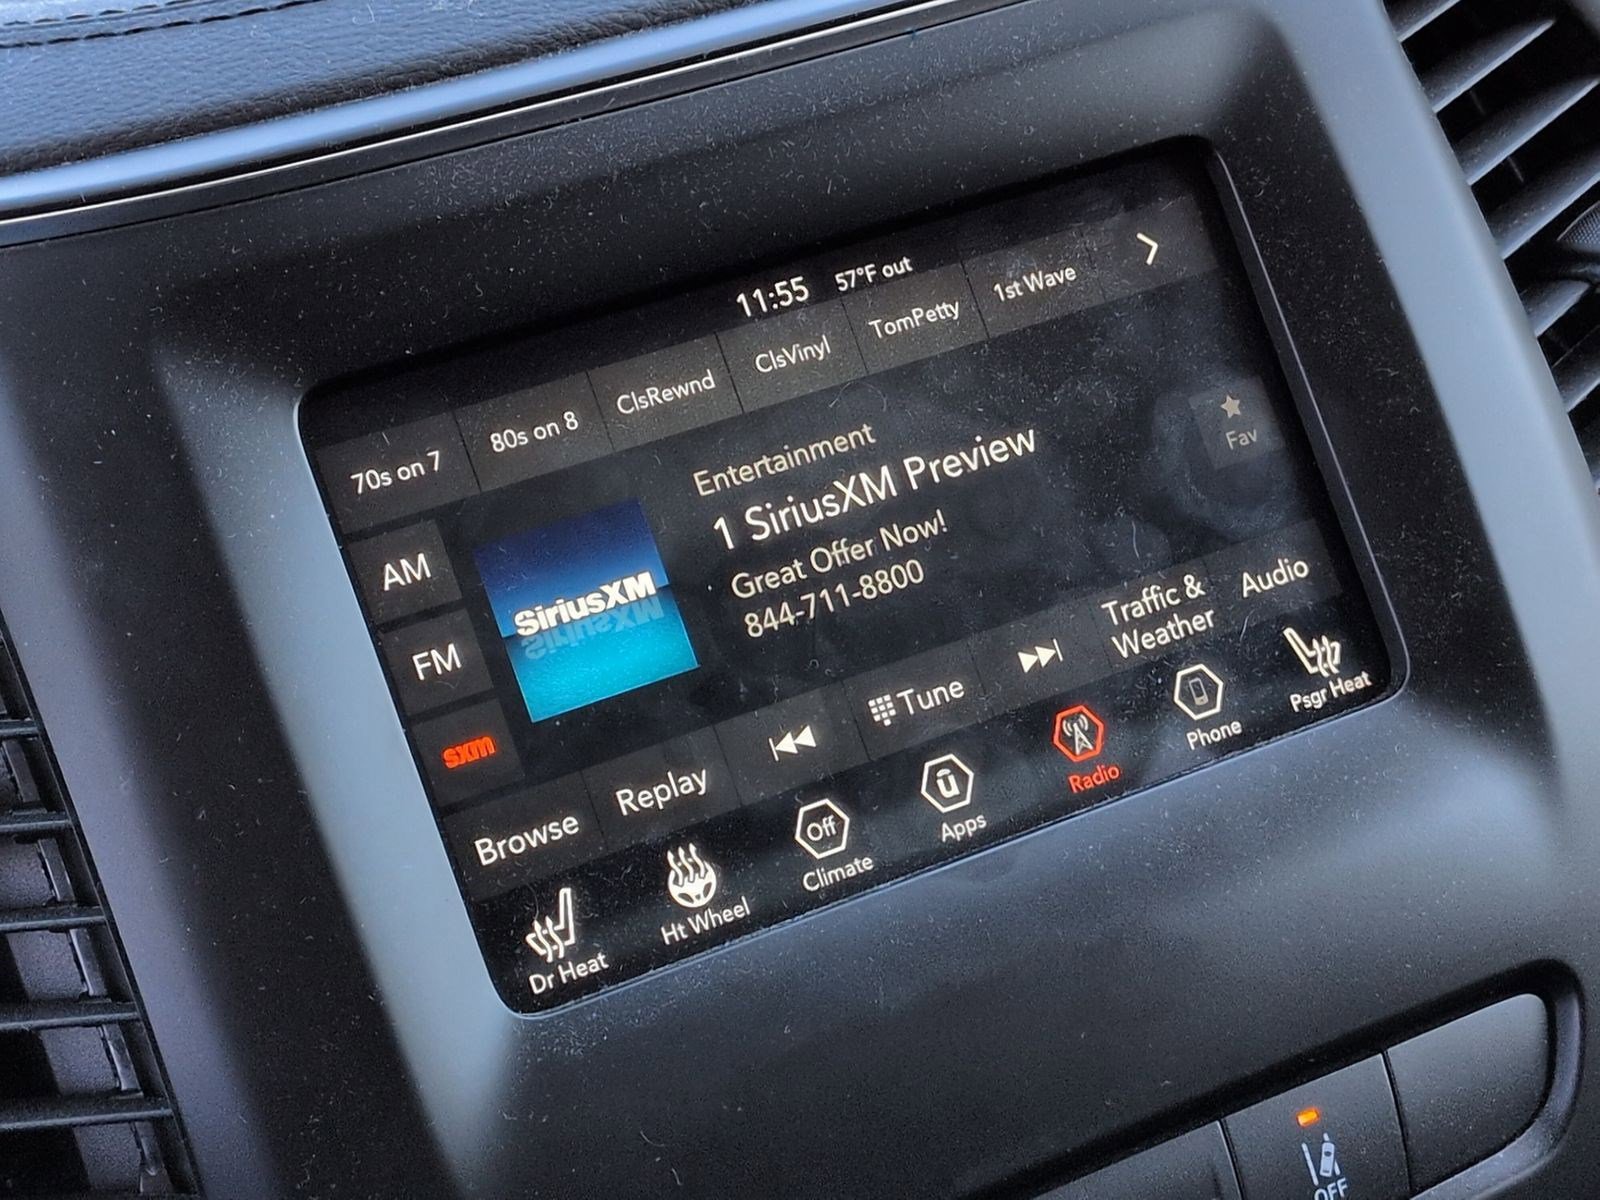 11:55 57°F out
70s on 7
80s on 8
ClsRewnd
ClsVinyl
TomPetty
1st Wave
Entertainment
1 SiriusXM Preview
Great Offer Now!
844-711-8800
Fav
AM
FM
sxm
SiriusXM
SiriusXM
Browse
Replay
Tune
Traffic &
Weather
Audio
Dr Heat
Ht Wheel
Off
Climate
Apps
Radio
Phone
Psgr Heat
OFF